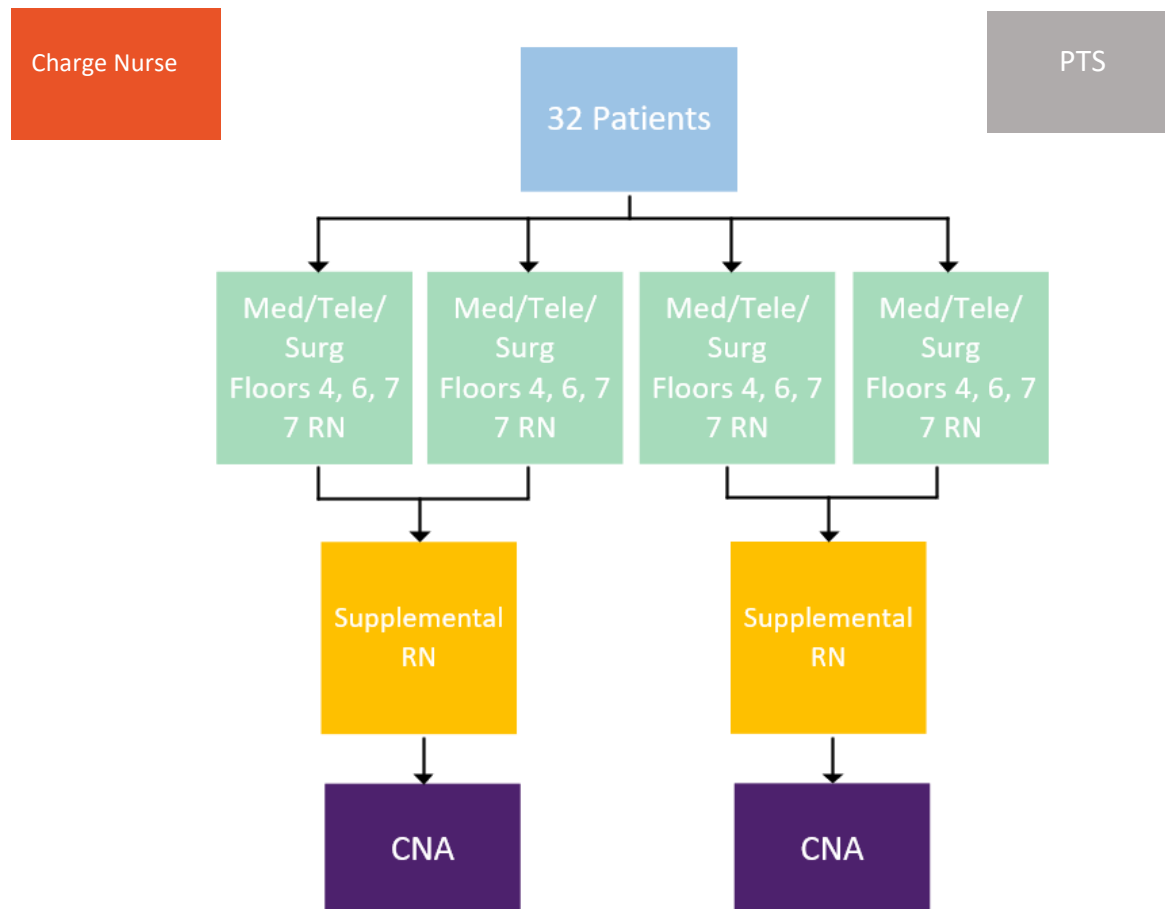 Charge Nurse
PTS
32 Patients
Med/Tele/
Surg
Floors 4, 6, 7
7 RN
Med/Tele/
Surg
Floors 4, 6, 7
7 RN
Med/Tele/
Surg
Floors 4, 6, 7
7 RN
Med/Tele/
Surg
Floors 4, 6, 7
7 RN
Supplemental
RN
Supplemental
RN
CNA
CNA